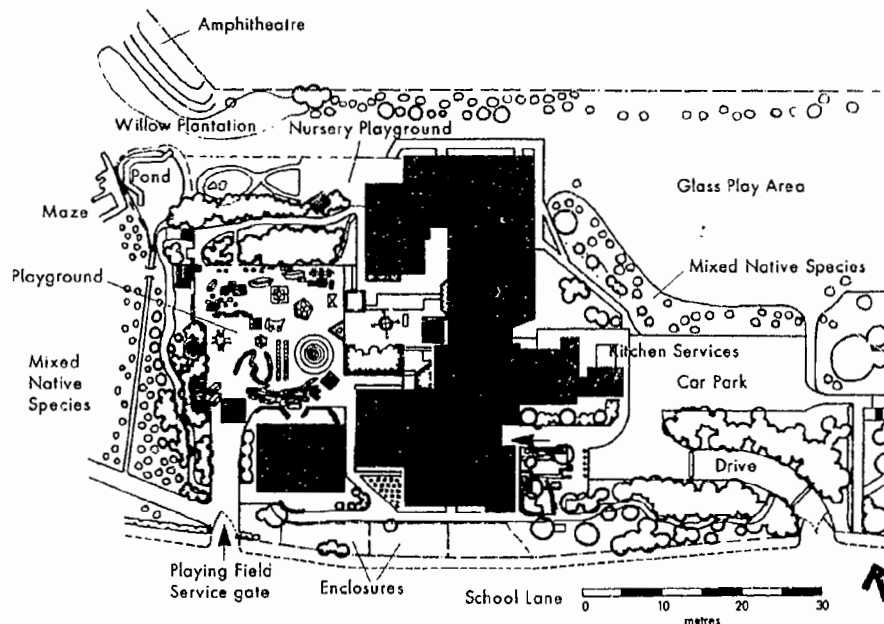 Amphitheatre
Willow Plantation
Nursery Playground
Pond
Maze
Glass Play Area
Playground
Mixed Native Species
Mixed
Native
Species
Kitchen Services
Car Park
Drive
Playing Field
Service gate
Enclosures
School Lane
0 10 20 30
metres